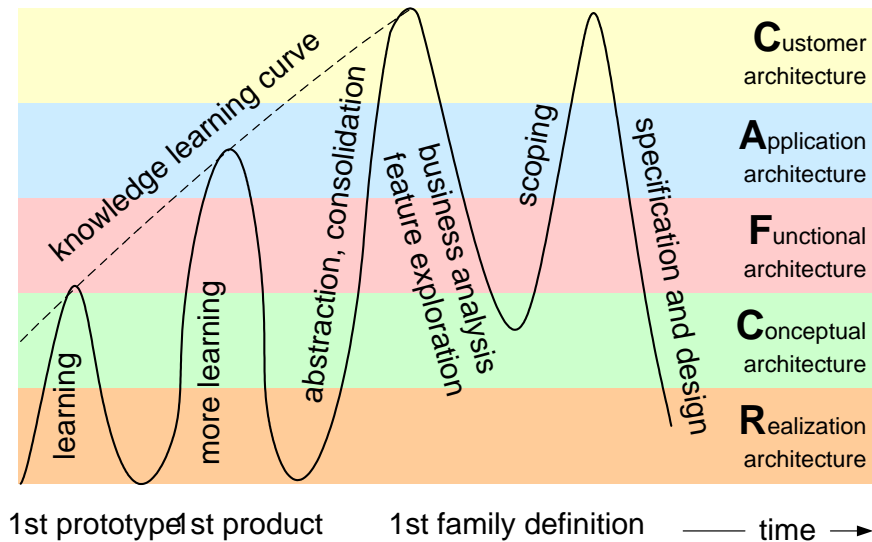 knowledge learning curve
learning
more learning
abstraction, consolidation
business analysis
feature exploration
scoping
specification and design
Customer
architecture
Application
architecture
Functional
architecture
Conceptual
architecture
Realization
architecture
1st prototype
1st product
1st family definition
time